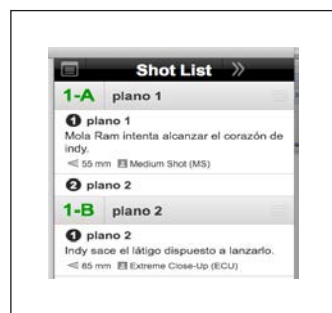 Shot List
1-A plano 1
1 plano 1
Mola Ram intenta alcanzar el corazón de
indy.
55 mm Medium Shot (MS)
2 plano 2
1-B plano 2
1 plano 2
Indy sace el látigo dispuesto a lanzarlo.
85 mm Extreme Close-Up (ECU)